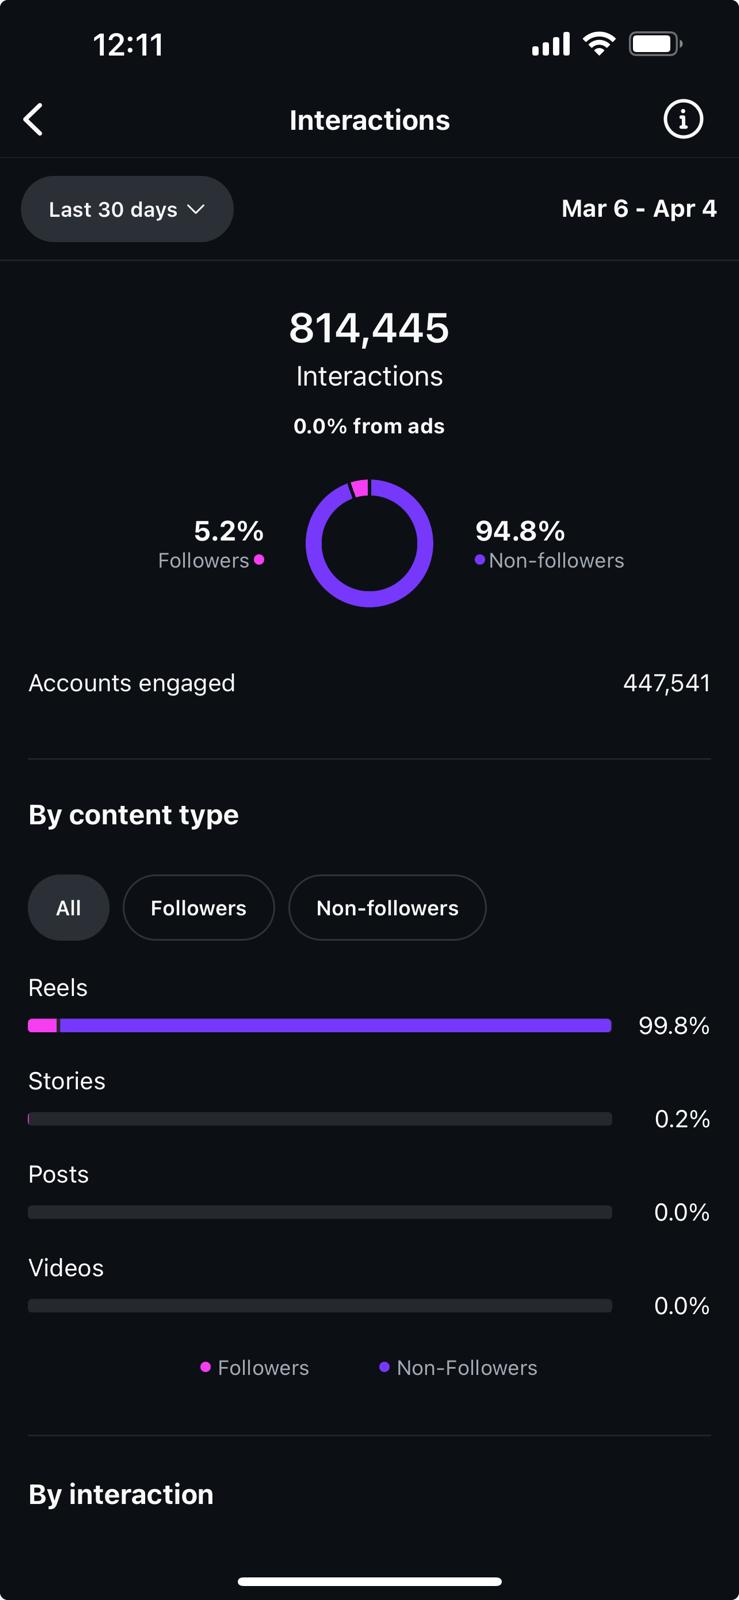 12:11
Interactions
Last 30 days
Mar 6 - Apr 4
814,445
Interactions
0.0% from ads
5.2%
Followers
94.8%
Non-followers
Accounts engaged
447,541
By content type
All
Followers
Non-followers
Reels
99.8%
Stories
0.2%
Posts
0.0%
Videos
0.0%
Followers
Non-Followers
By interaction